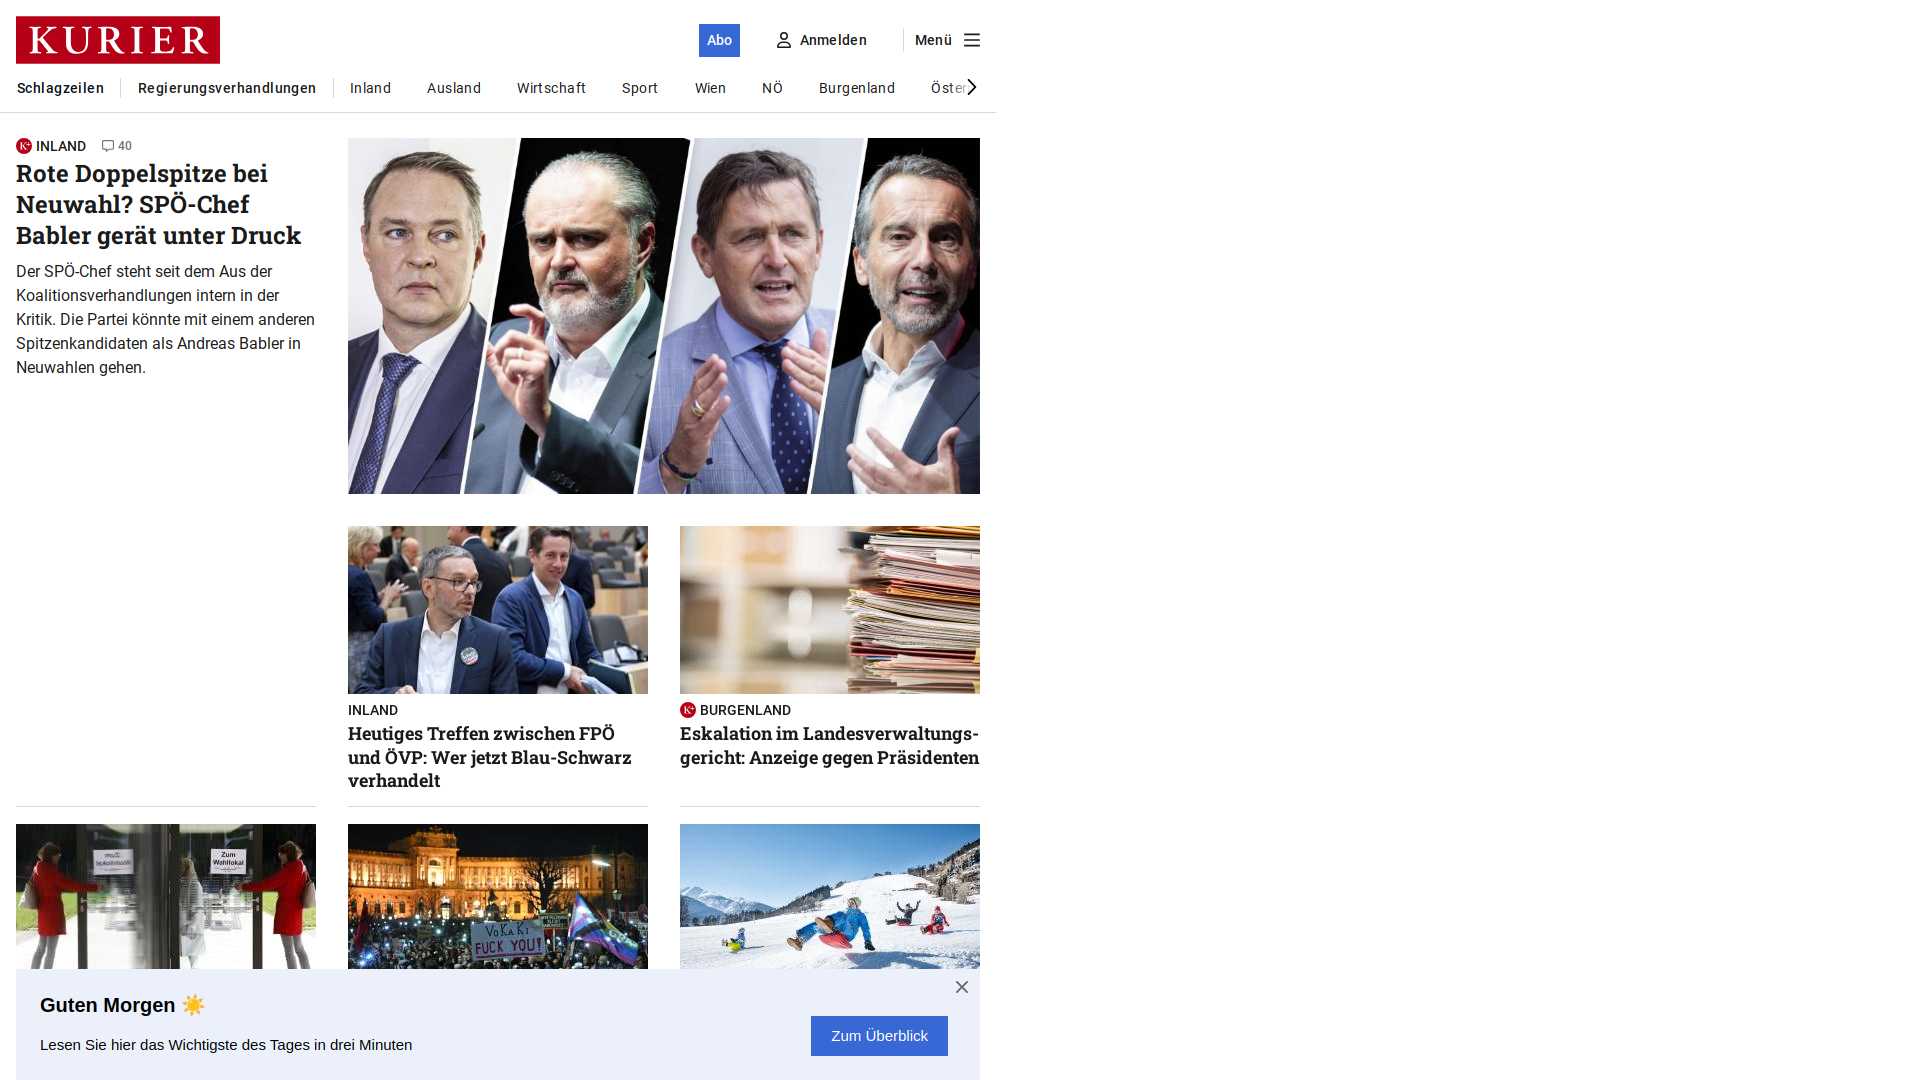 KURIER
Abo
Anmelden
Menü
Schlagzeilen
Regierungsverhandlungen
Inland
Ausland
Wirtschaft
Sport
Wien
NÖ
Burgenland
Öster
INLAND 40
Rote Doppelspitze bei
Neuwahl? SPÖ-Chef
Babler gerät unter Druck
Der SPÖ-Chef steht seit dem Aus der
Koalitionsverhandlungen intern in der
Kritik. Die Partei könnte mit einem anderen
Spitzenkandidaten als Andreas Babler in
Neuwahlen gehen.
INLAND
Heutiges Treffen zwischen FPÖ
und ÖVP: Wer jetzt Blau-Schwarz
verhandelt
K+ BURGENLAND
Eskalation im Landesverwaltungs-
gericht: Anzeige gegen Präsidenten
Zum
Wahllokal
VoKaKi
FUCK YOU!
Guten Morgen ☀️
Lesen Sie hier das Wichtigste des Tages in drei Minuten
Zum Überblick